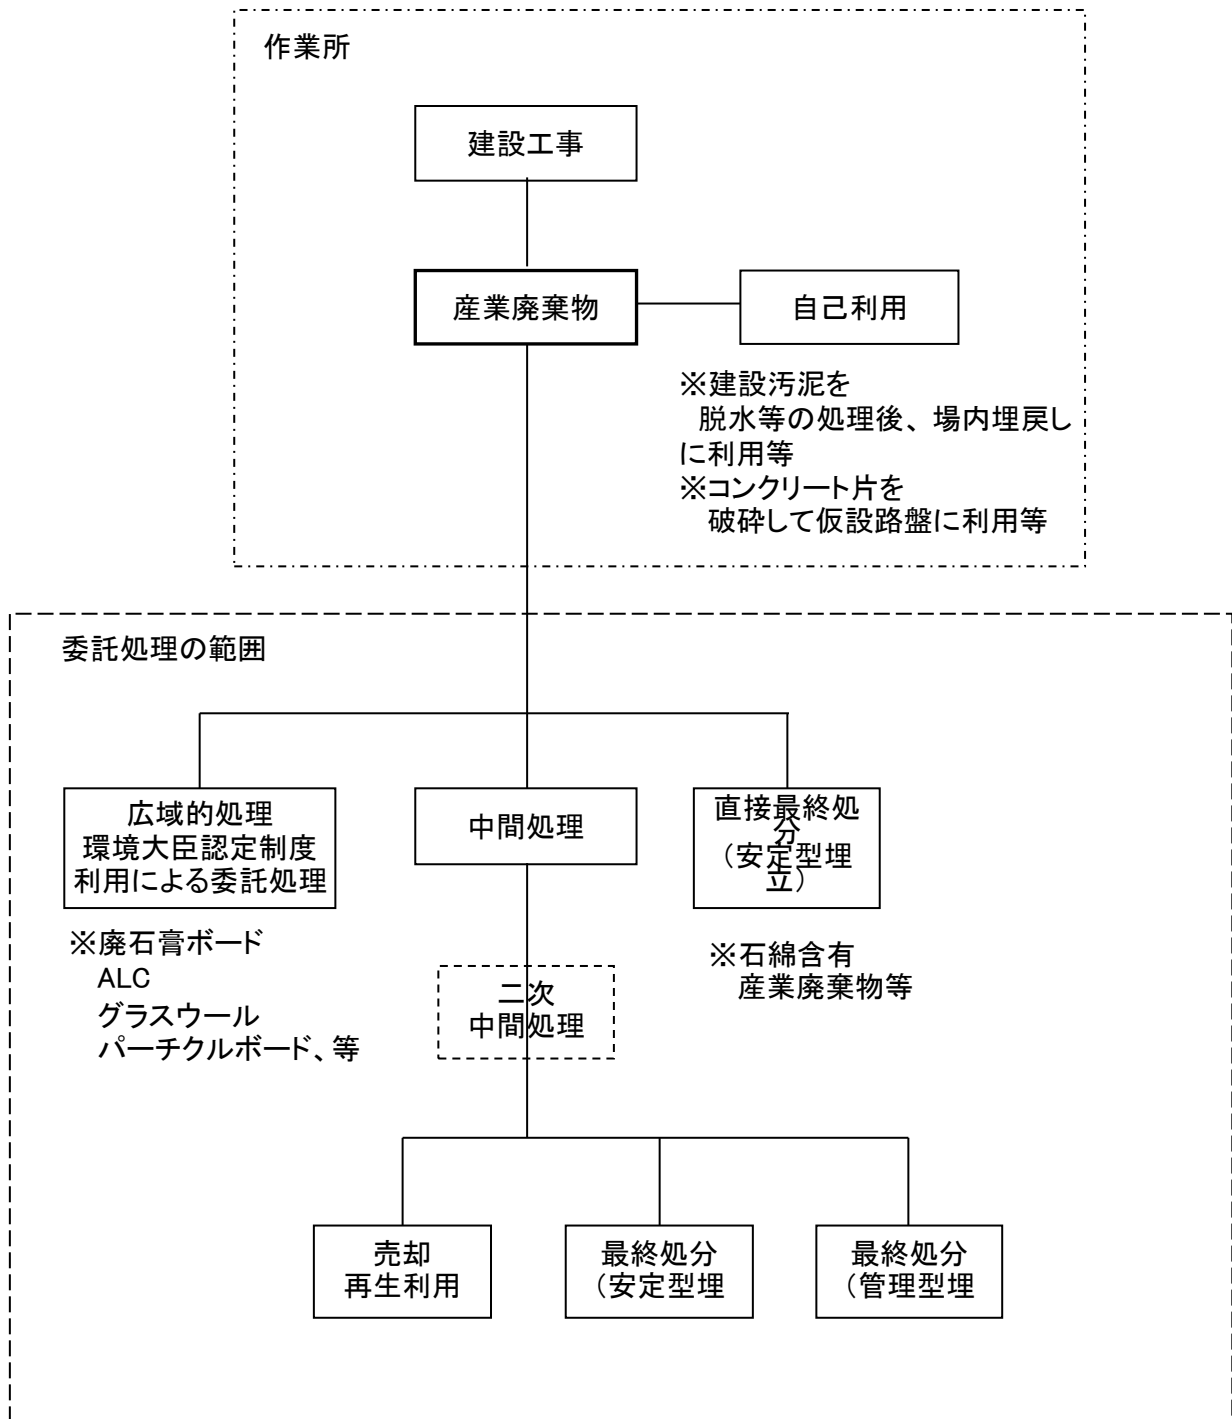 作業所
建設工事
産業廃棄物
自己利用
※建設汚泥を
脱水等の処理後、場内埋戻し
に利用等
※コンクリート片を
破砕して仮設路盤に利用等
委託処理の範囲
広域的処理
環境大臣認定制度
利用による委託処理
中間処理
直接最終処
分
（安定型埋
立）
※廃石膏ボード
ALC
グラスウール
パーチクルボード、等
※石綿含有
産業廃棄物等
二次
中間処理
売却
再生利用
最終処分
（安定型埋
最終処分
（管理型埋